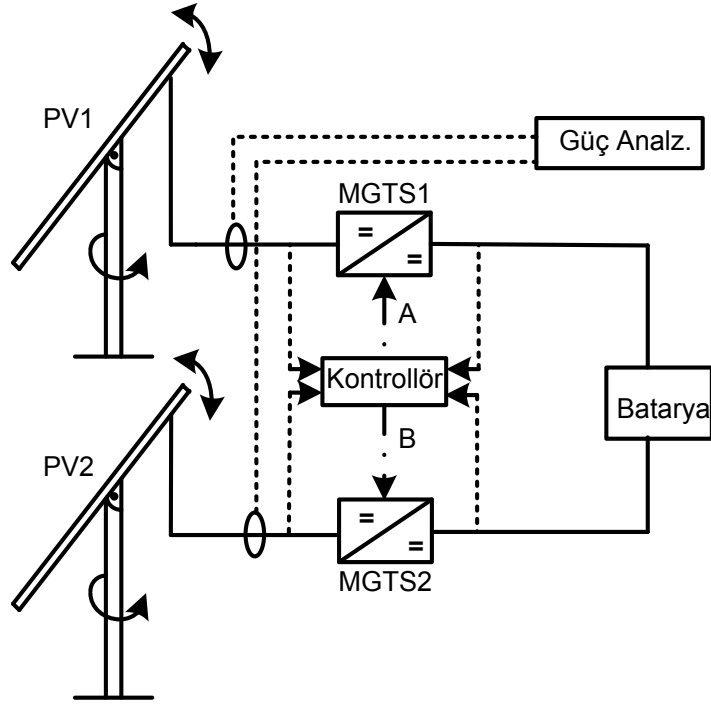 PV1
Güç Analz.
MGTS1
A
Kontrollör
Batarya
B
PV2
MGTS2